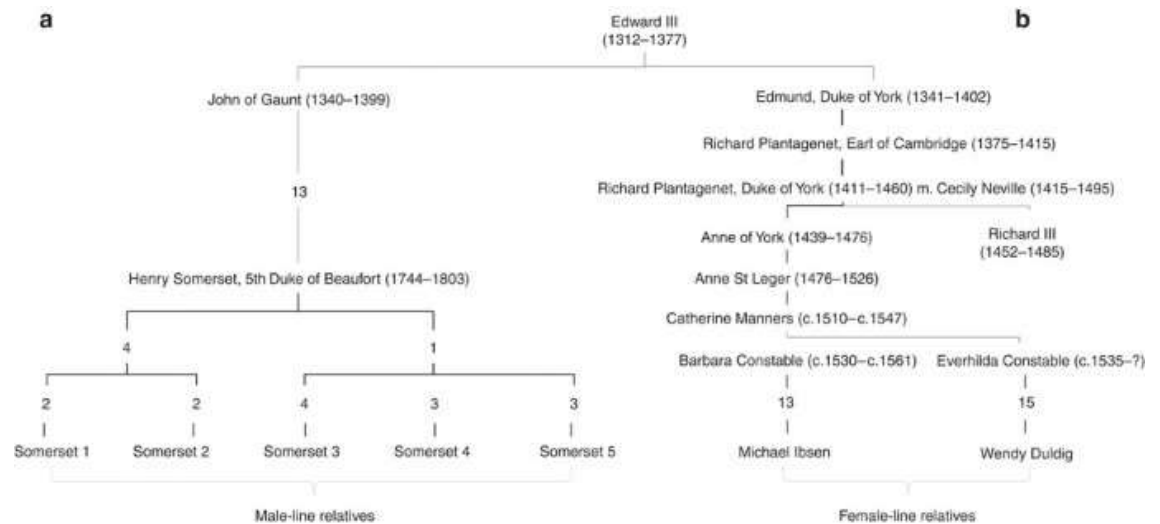 a
b
Edward III
(1312–1377)
John of Gaunt (1340–1399)
Edmund, Duke of York (1341–1402)
Richard Plantagenet, Earl of Cambridge (1375–1415)
13
Richard Plantagenet, Duke of York (1411–1460) m. Cecily Neville (1415–1495)
Anne of York (1439–1476)
Richard III
(1452–1485)
Henry Somerset, 5th Duke of Beaufort (1744–1803)
Anne St Leger (1476–1526)
Catherine Manners (c.1510–c.1547)
4
1
Barbara Constable (c.1530–c.1561)
Everhilda Constable (c.1535–?)
2
2
4
3
3
13
15
Somerset 1
Somerset 2
Somerset 3
Somerset 4
Somerset 5
Michael Ibsen
Wendy Duldig
Male-line relatives
Female-line relatives